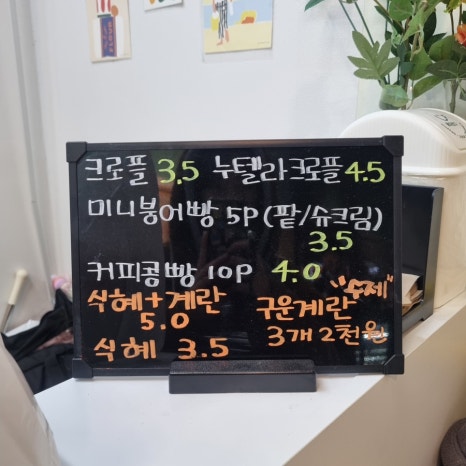 크로플 3.5 누텔라크로플 4.5
미니붕어빵 5P (팥/슈크림)
3.5
커피콩빵 10P 4.0
식혜+계란
5.0
식혜 3.5
"수제"
구운계란
3개 2천원